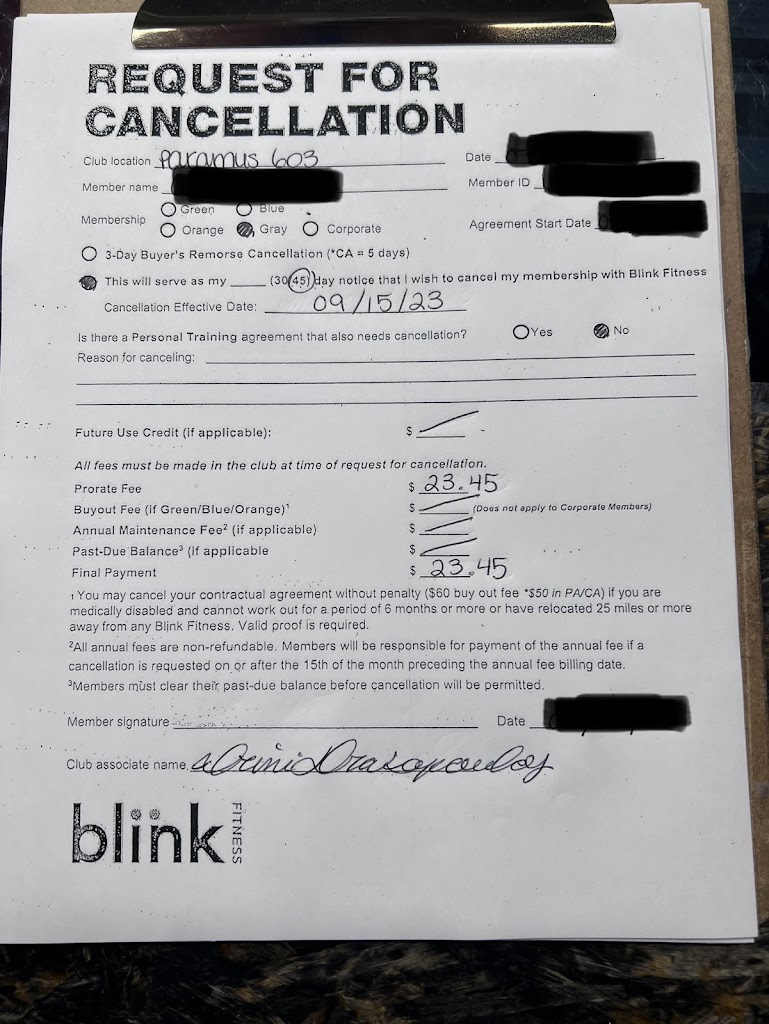 REQUEST FOR
CANCELLATION
Club location Paramus 603 Date
Member name Member ID
Membership Green Blue
Orange Gray Corporate Agreement Start Date
3-Day Buyer's Remorse Cancellation (*CA = 5 days)
This will serve as my ____ (30/45) day notice that I wish to cancel my membership with Blink Fitness
Cancellation Effective Date: 09/15/23
Is there a Personal Training agreement that also needs cancellation? Yes No
Reason for canceling:
Future Use Credit (if applicable): $
All fees must be made in the club at time of request for cancellation.
Prorate Fee $ 23.45
Buyout Fee (if Green/Blue/Orange)¹ $ (Does not apply to Corporate Members)
Annual Maintenance Fee² (if applicable) $
Past-Due Balance³ (if applicable $
Final Payment $ 23.45
¹ You may cancel your contractual agreement without penalty ($60 buy out fee *$50 in PA/CA) if you are
medically disabled and cannot work out for a period of 6 months or more or have relocated 25 miles or more
away from any Blink Fitness. Valid proof is required.
²All annual fees are non-refundable. Members will be responsible for payment of the annual fee if a
cancellation is requested on or after the 15th of the month preceding the annual fee billing date.
³Members must clear their past-due balance before cancellation will be permitted.
Member signature Date
Club associate name
blink FITNESS